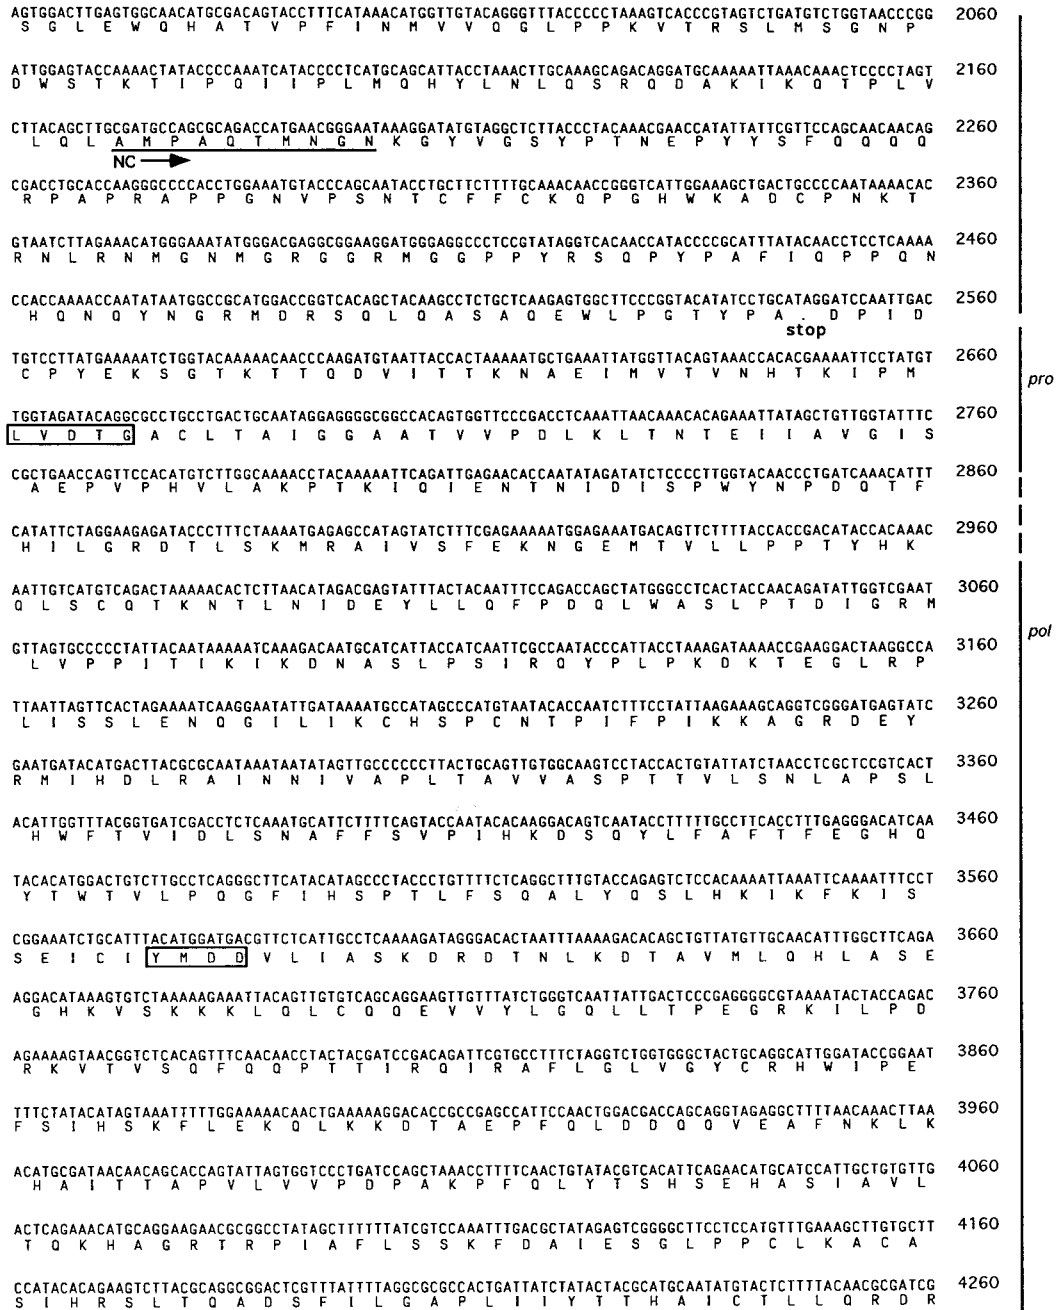 AGTGGACTTGAGTGGCAACATGCGACAGTACCTTTCATAAACATGGTTGTACAGGGTTTACCCCCTAAAGTCACCCGTAGTCTGATGTCTGGTAACCCGG 2060
S G L E W Q H A T V P F I N M V V Q G L P P K V T R S L M S G N P
ATTGGAGTACCAAAACTATACCCCAAATCATACCCCTCATGCAGCATTACCTAAACTTGCAAAGCAGACAGGATGCAAAAATTAAACAAACTCCCCTAGT 2160
D W S T K T I P Q I I P L M Q H Y L N L Q S R Q D A K I K Q T P L V
CTTACAGCTTGCGATGCCAGCGCAGACCATGAACGGGAATAAAGGATATGTAGGCTCTTACCCTACAAACGAACCATATTATTCGTTCCAGCAACAACAG 2260
L Q L A M P A Q T M N G N K G Y V G S Y P T N E P Y Y S F Q Q Q Q
NC
CGACCTGCACCAAGGGCCCCACCTGGAAATGTACCCAGCAATACCTGCTTCTTTTGCAAACAACCGGGTCATTGGAAAGCTGACTGCCCCAATAAAACAC 2360
R P A P R A P P G N V P S N T C F F C K Q P G H W K A D C P N K T
GTAATCTTAGAAACATGGGAAATATGGGACGAGGCGGAAGGATGGGAGGCCCTCCGTATAGGTCACAACCATACCCCGCATTTATACAACCTCCTCAAAA 2460
R N L R N M G N M G R G G R M G G P P Y R S Q P Y P A F I Q P P Q N
CCACCAAAACCAATATAATGGCCGCATGGACCGGTCACAGCTACAAGCCTCTGCTCAAGAGTGGCTTCCCGGTACATATCCTGCATAGGATCCAATTGAC 2560
H Q N Q Y N G R M D R S Q L Q A S A Q E W L P G T Y P A . D P I D
stop
TGTCCTTATGAAAAATCTGGTACAAAAACAACCCAAGATGTAATTACCACTAAAAATGCTGAAATTATGGTTACAGTAAACCACACGAAAATTCCTATGT 2660
C P Y E K S G T K T T Q D V I T T K N A E I M V T V N H T K I P M
pro
TGGTAGATACAGGCGCCTGCCTGACTGCAATAGGAGGGGCGGCCACAGTGGTTCCCGACCTCAAATTAACAAACACAGAAATTATAGCTGTTGGTATTTC 2760
L V D T G A C L T A I G G A A T V V P D L K L T N T E I I A V G I S
CGCTGAACCAGTTCCACATGTCTTGGCAAAACCTACAAAAATTCAGATTGAGAACACCAATATAGATATCTCCCCTTGGTACAACCCTGATCAAACATTT 2860
A E P V P H V L A K P T K I Q I E N T N I D I S P W Y N P D Q T F
CATATTCTAGGAAGAGATACCCTTTCTAAAATGAGAGCCATAGTATCTTTCGAGAAAAATGGAGAAATGACAGTTCTTTTACCACCGACATACCACAAAC 2960
H I L G R D T L S K M R A I V S F E K N G E M T V L L P P T Y H K
AATTGTCATGTCAGACTAAAAACACTCTTAACATAGACGAGTATTTACTACAATTTCCAGACCAGCTATGGGCCTCACTACCAACAGATATTGGTCGAAT 3060
Q L S C Q T K N T L N I D E Y L L Q F P D Q L W A S L P T D I G R M
GTTAGTGCCCCCTATTACAATAAAAATCAAAGACAATGCATCATTACCATCAATTCGCCAATACCCATTACCTAAAGATAAAACCGAAGGACTAAGGCCA 3160
L V P P I T I K I K D N A S L P S I R Q Y P L P K D K T E G L R P
pol
TTAATTAGTTCACTAGAAAATCAAGGAATATTGATAAAATGCCATAGCCCATGTAATACACCAATCTTTCCTATTAAGAAAGCAGGTCGGGATGAGTATC 3260
L I S S L E N Q G I L I K C H S P C N T P I F P I K K A G R D E Y
GAATGATACATGACTTACGCGCAATAAATAATATAGTTGCCCCCCTTACTGCAGTTGTGGCAAGTCCTACCACTGTATTATCTAACCTCGCTCCGTCACT 3360
R M I H D L R A I N N I V A P L T A V V A S P T T V L S N L A P S L
ACATTGGTTTACGGTGATCGACCTCTCAAATGCATTCTTTTCAGTACCAATACACAAGGACAGTCAATACCTTTTTGCCTTCACCTTTGAGGGACATCAA 3460
H W F T V I D L S N A F F S V P I H K D S Q Y L F A F T F E G H Q
TACACATGGACTGTCTTGCCTCAGGGCTTCATACATAGCCCTACCCTGTTTTCTCAGGCTTTGTACCAGAGTCTCCACAAAATTAAATTCAAAATTTCCT 3560
Y T W T V L P Q G F I H S P T L F S Q A L Y Q S L H K I K F K I S
CGGAAATCTGCATTTACATGGATGACGTTCTCATTGCCTCAAAAGATAGGGACACTAATTTAAAAGACACAGCTGTTATGTTGCAACATTTGGCTTCAGA 3660
S E I C I Y M D D V L I A S K D R D T N L K D T A V M L Q H L A S E
AGGACATAAAGTGTCTAAAAAGAAATTACAGTTGTGTCAGCAGGAAGTTGTTTATCTGGGTCAATTATTGACTCCCGAGGGGCGTAAAATACTACCAGAC 3760
G H K V S K K K L Q L C Q Q E V V Y L G Q L L T P E G R K I L P D
AGAAAAGTAACGGTCTCACAGTTTCAACAACCTACTACGATCCGACAGATTCGTGCCTTTCTAGGTCTGGTGGGCTACTGCAGGCATTGGATACCGGAAT 3860
R K V T V S Q F Q Q P T T I R Q I R A F L G L V G Y C R H W I P E
TTTCTATACATAGTAAATTTTTGGAAAAACAACTGAAAAAGGACACCGCCGAGCCATTCCAACTGGACGACCAGCAGGTAGAGGCTTTTAACAAACTTAA 3960
F S I H S K F L E K Q L K K D T A E P F Q L D D Q Q V E A F N K L K
ACATGCGATAACAACAGCACCAGTATTAGTGGTCCCTGATCCAGCTAAACCTTTTCAACTGTATACGTCACATTCAGAACATGCATCCATTGCTGTGTTG 4060
H A I T T A P V L V V P D P A K P F Q L Y T S H S E H A S I A V L
ACTCAGAAACATGCAGGAAGAACGCGGCCTATAGCTTTTTTATCGTCCAAATTTGACGCTATAGAGTCGGGGCTTCCTCCATGTTTGAAAGCTTGTGCTT 4160
T Q K H A G R T R P I A F L S S K F D A I E S G L P P C L K A C A
CCATACACAGAAGTCTTACGCAGGCGGACTCGTTTATTTTAGGCGCGCCACTGATTATCTATACTACGCATGCAATATGTACTCTTTTACAACGCGATCG 4260
S I H R S L T Q A D S F I L G A P L I I Y T T H A I C T L L Q R D R